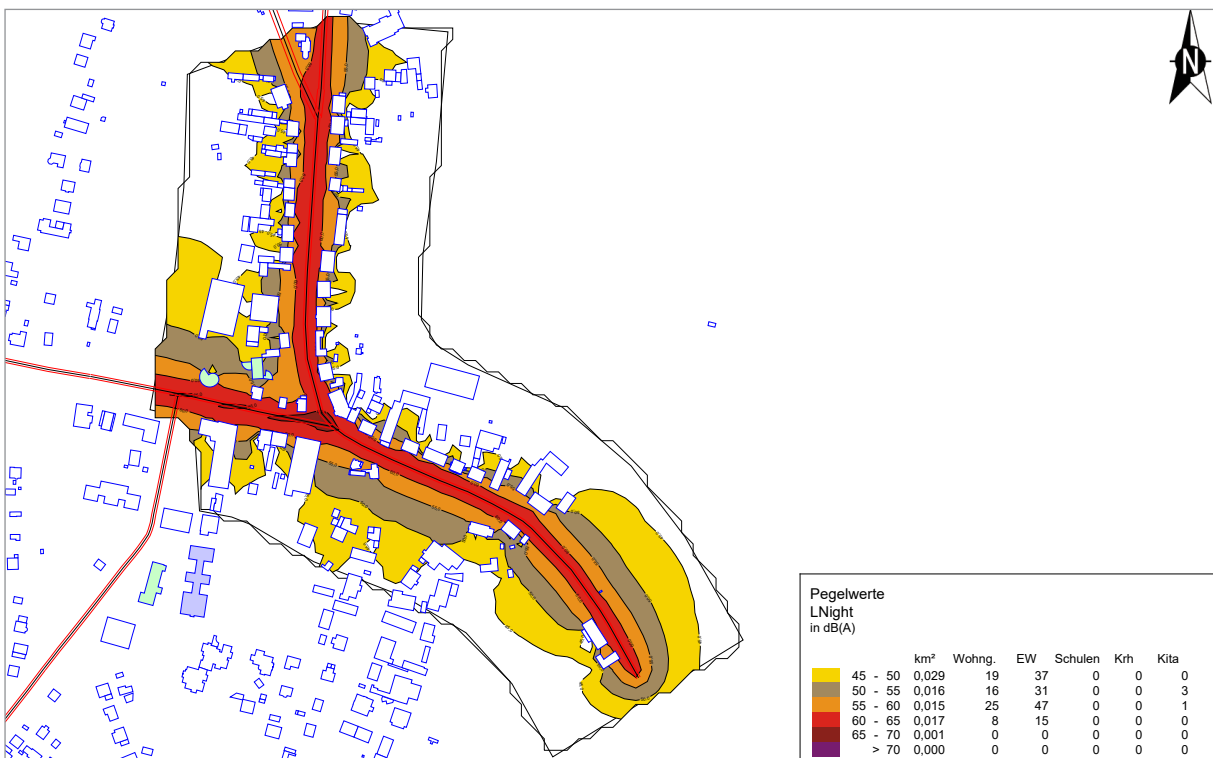 N
Pegelwerte
LNight
in dB(A)
km² Wohng. EW Schulen Krh Kita
45 - 50 0,029 19 37 0 0 0
50 - 55 0,016 16 31 0 0 3
55 - 60 0,015 25 47 0 0 1
60 - 65 0,017 8 15 0 0 0
65 - 70 0,001 0 0 0 0 0
> 70 0,000 0 0 0 0 0